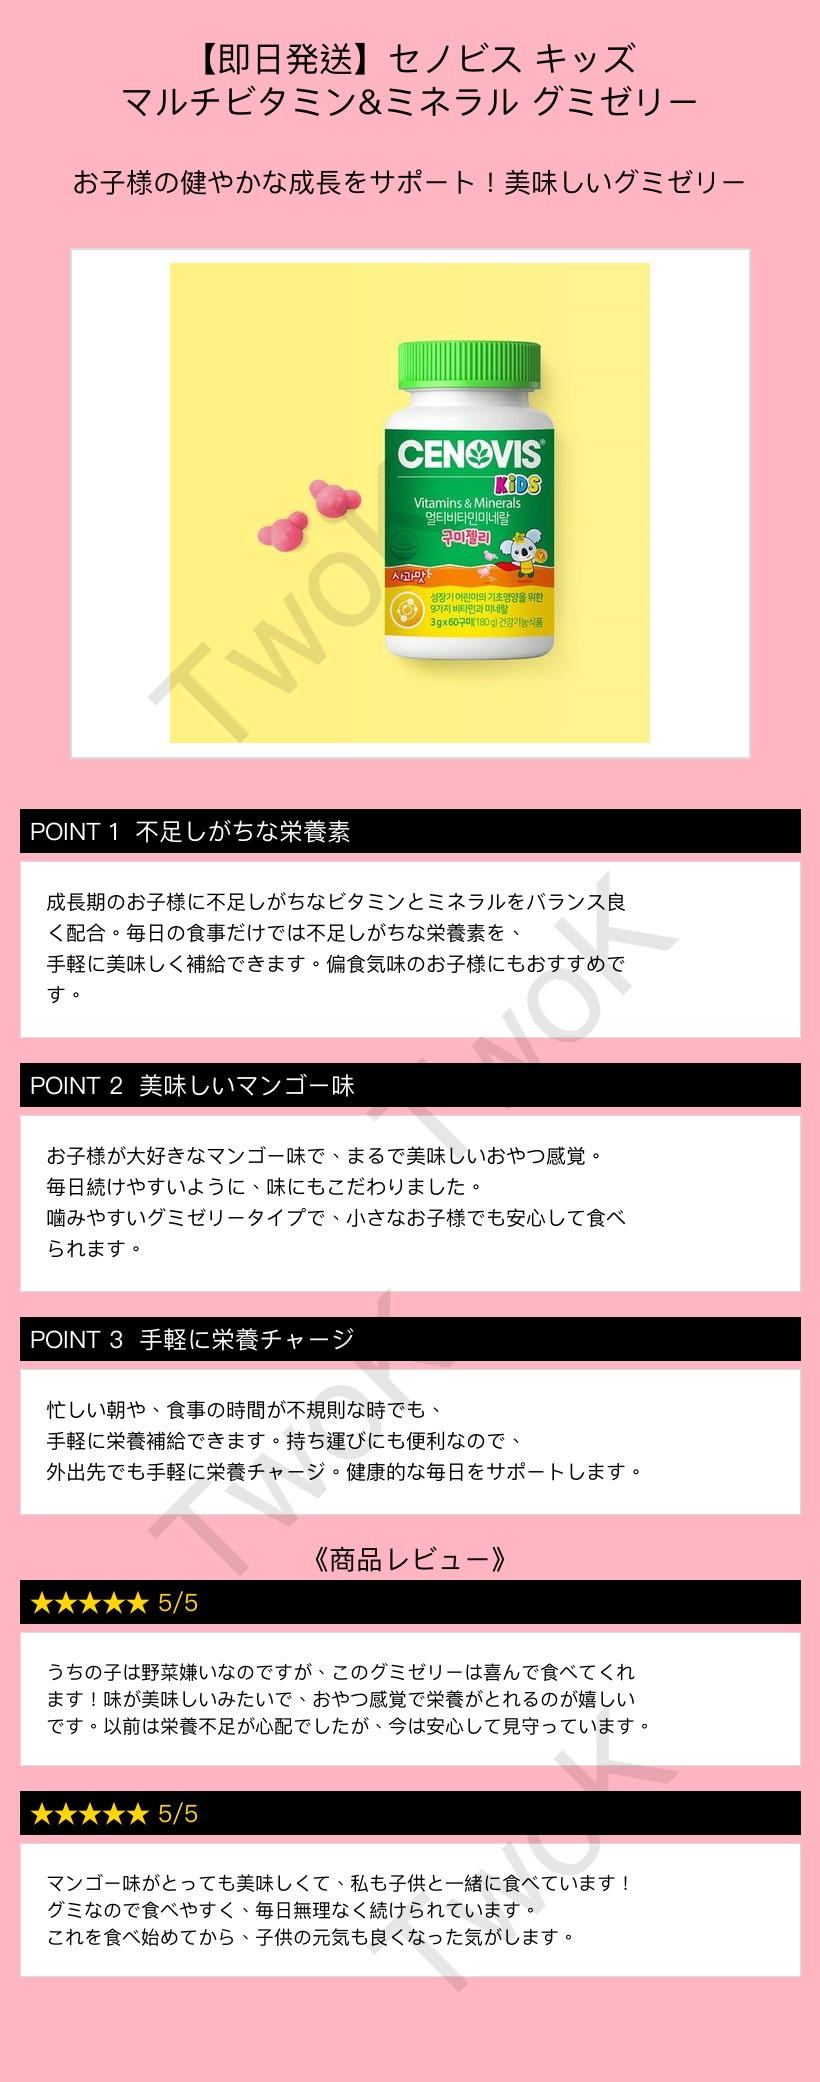 【即日発送】セノビス キッズ
マルチビタミン&ミネラル グミゼリー
お子様の健やかな成長をサポート！美味しいグミゼリー
CENOVIS®
KiDS
Vitamins & Minerals
멀티비타민미네랄
구미젤리
사과맛
성장기 어린이의 기초영양을 위한
9가지 비타민과 미네랄
3g x 60구미(180g) 건강기능식품
TwoK
POINT 1 不足しがちな栄養素
成長期のお子様に不足しがちなビタミンとミネラルをバランス良
く配合。毎日の食事だけでは不足しがちな栄養素を、
手軽に美味しく補給できます。偏食気味のお子様にもおすすめで
す。
TwoK
POINT 2 美味しいマンゴー味
お子様が大好きなマンゴー味で、まるで美味しいおやつ感覚。
毎日続けやすいように、味にもこだわりました。
噛みやすいグミゼリータイプで、小さなお子様でも安心して食べ
られます。
POINT 3 手軽に栄養チャージ
忙しい朝や、食事の時間が不規則な時でも、
手軽に栄養補給できます。持ち運びにも便利なので、
外出先でも手軽に栄養チャージ。健康的な毎日をサポートします。
TwoK
《商品レビュー》
★★★★★ 5/5
うちの子は野菜嫌いなのですが、このグミゼリーは喜んで食べてくれ
ます！味が美味しいみたいで、おやつ感覚で栄養がとれるのが嬉しい
です。以前は栄養不足が心配でしたが、今は安心して見守っています。
★★★★★ 5/5
マンゴー味がとっても美味しくて、私も子供と一緒に食べています！
グミなので食べやすく、毎日無理なく続けられています。
これを食べ始めてから、子供の元気も良くなった気がします。
TwoK